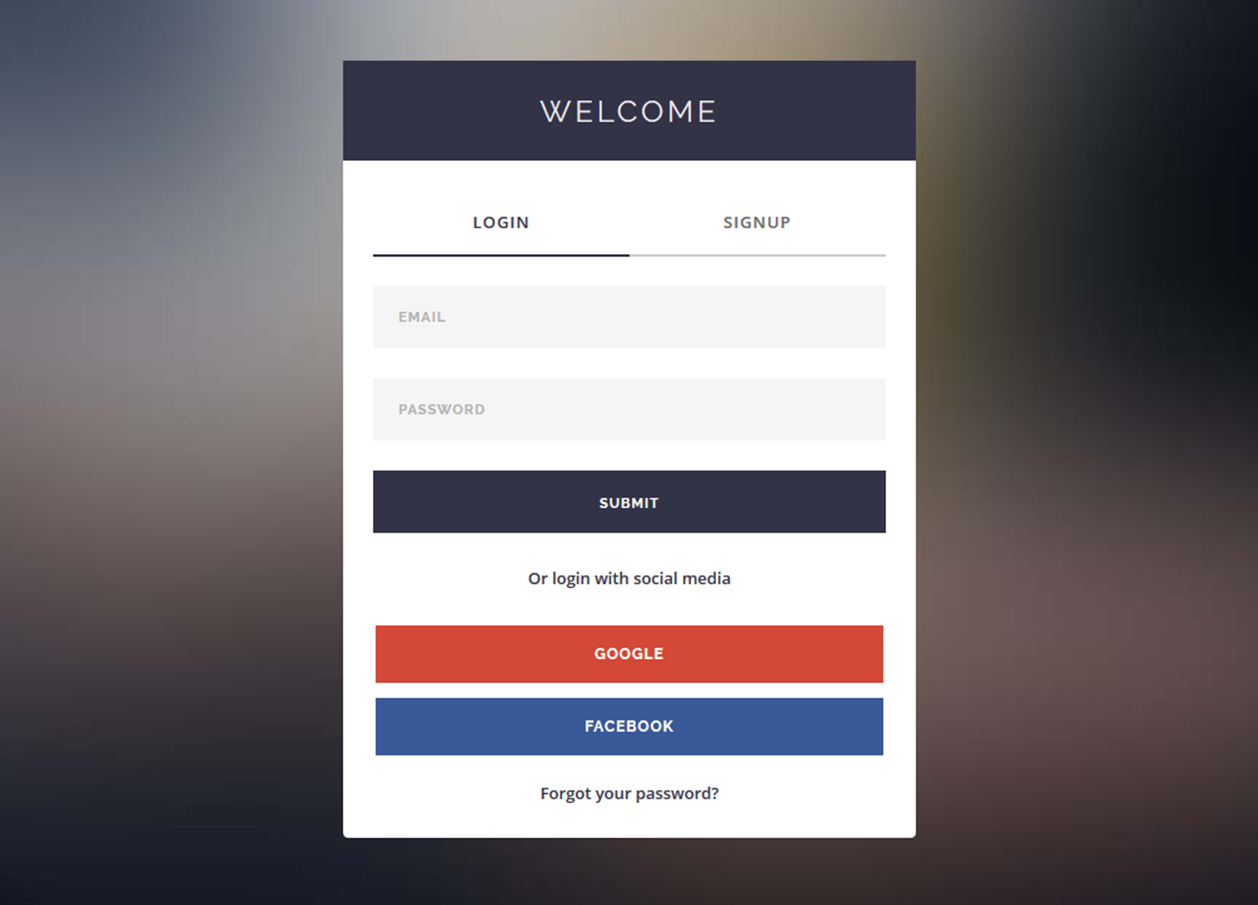 WELCOME
LOGIN
SIGNUP
EMAIL
PASSWORD
SUBMIT
Or login with social media
GOOGLE
FACEBOOK
Forgot your password?